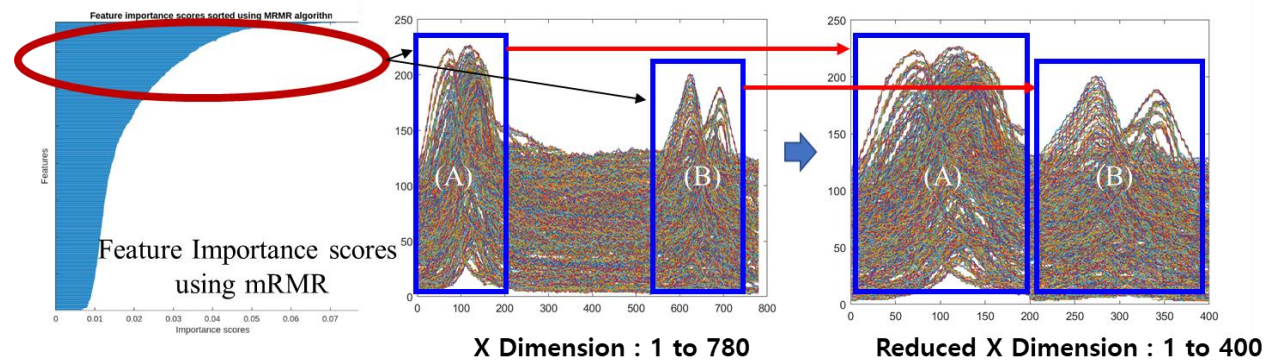 Feature importance scores sorted using MRMR algorithm
Features
Feature Importance scores
using mRMR
0 0.01 0.02 0.03 0.04 0.05 0.06 0.07
Importance scores
250
200
150
100
50
0
(A)
(B)
0 100 200 300 400 500 600 700 800
X Dimension : 1 to 780
250
200
150
100
50
0
(A)
(B)
0 50 100 150 200 250 300 350 400
Reduced X Dimension : 1 to 400